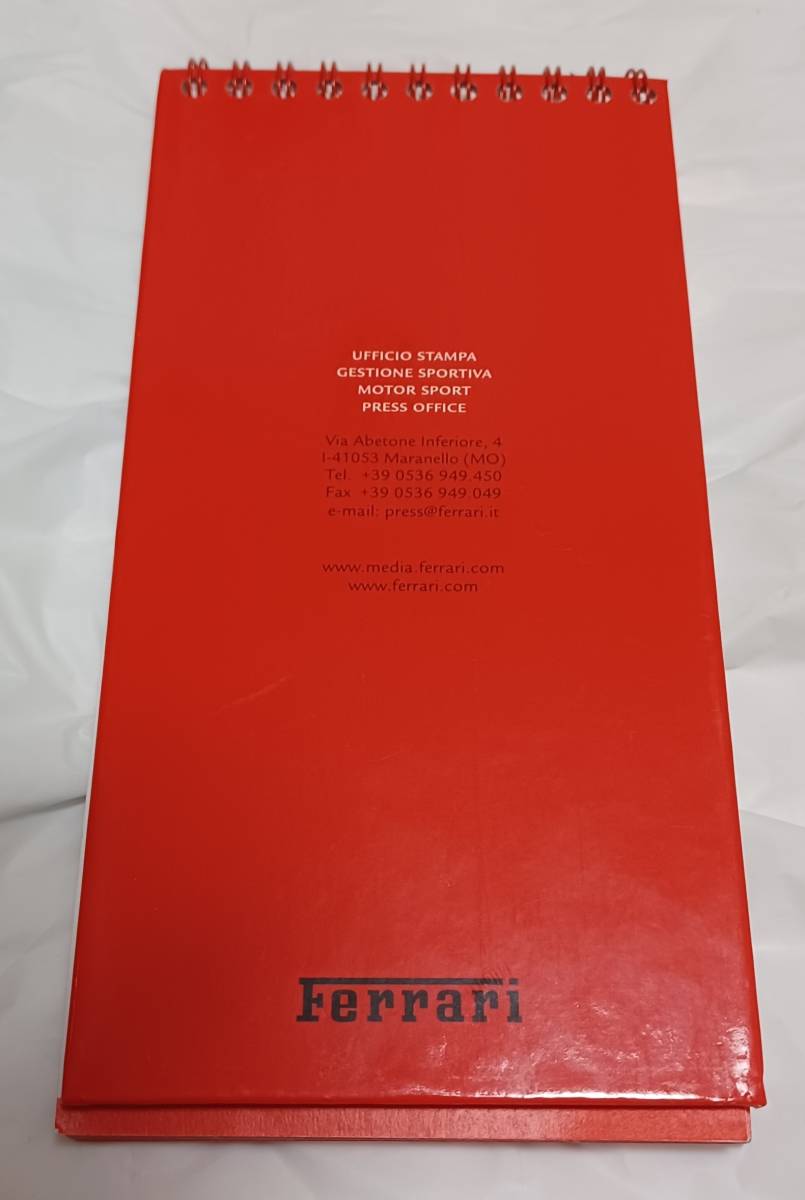 UFFICIO STAMPA
GESTIONE SPORTIVA
MOTOR SPORT
PRESS OFFICE
Via Abetone Inferiore, 4
I-41053 Maranello (MO)
Tel. +39 0536 949.450
Fax +39 0536 949 049
e-mail: press@ferrari.it
www.media.ferrari.com
www.ferrari.com
Ferrari